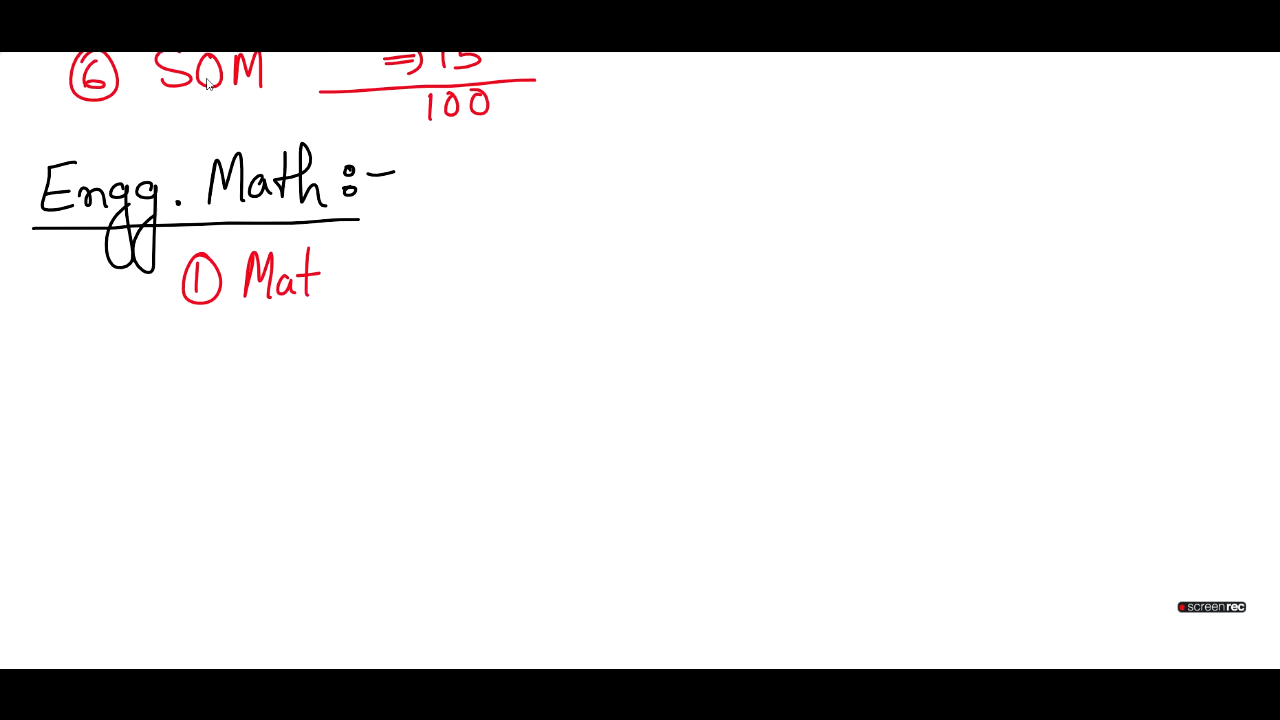 ⑥ SOM ⇒ 15
100
Engg. Math :-
① Mat
screenrec